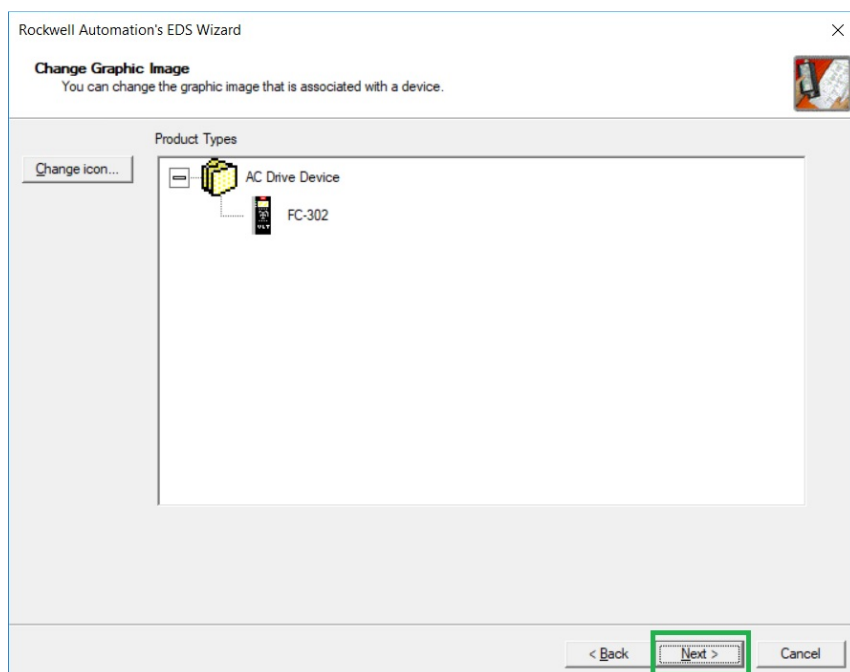 Rockwell Automation's EDS Wizard
Change Graphic Image
You can change the graphic image that is associated with a device.
Product Types
Change icon...
AC Drive Device
FC-302
VLT
< Back
Next >
Cancel